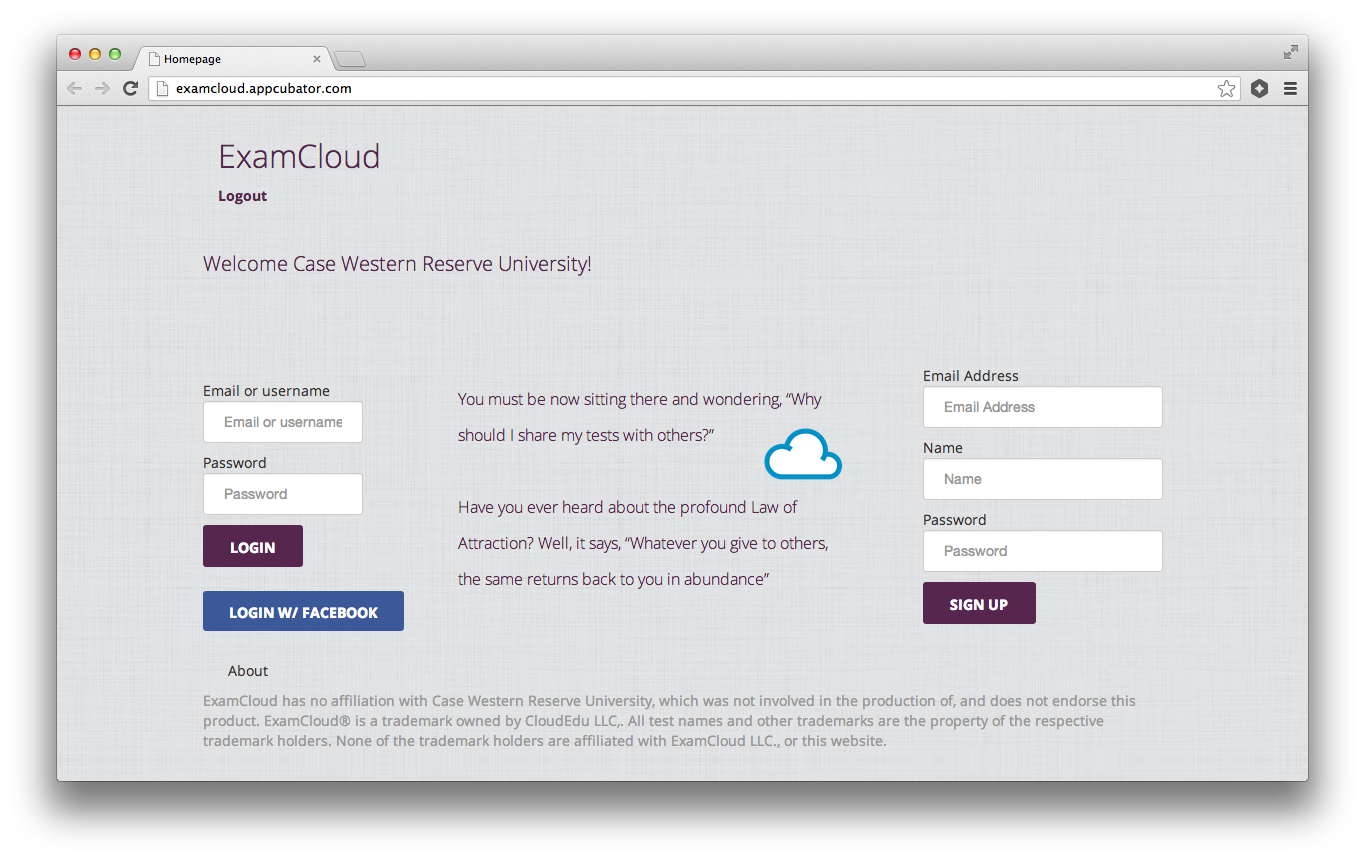 Homepage
examcloud.appcubator.com
ExamCloud
Logout
Welcome Case Western Reserve University!
Email or username
Email or username
Password
Password
LOGIN
LOGIN W/ FACEBOOK
You must be now sitting there and wondering, “Why
should I share my tests with others?”
Have you ever heard about the profound Law of
Attraction? Well, it says, “Whatever you give to others,
the same returns back to you in abundance”
Email Address
Email Address
Name
Name
Password
Password
SIGN UP
About
ExamCloud has no affiliation with Case Western Reserve University, which was not involved in the production of, and does not endorse this
product. ExamCloud® is a trademark owned by CloudEdu LLC,. All test names and other trademarks are the property of the respective
trademark holders. None of the trademark holders are affiliated with ExamCloud LLC., or this website.